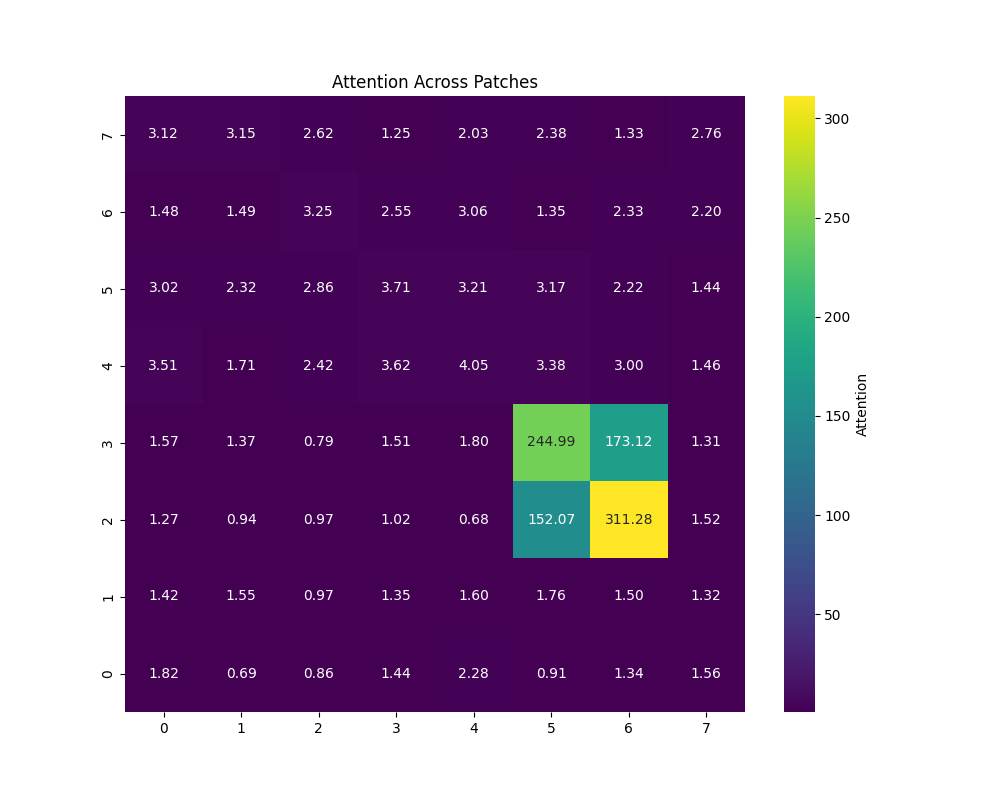 Attention Across Patches
7 3.12 3.15 2.62 1.25 2.03 2.38 1.33 2.76
6 1.48 1.49 3.25 2.55 3.06 1.35 2.33 2.20
5 3.02 2.32 2.86 3.71 3.21 3.17 2.22 1.44
4 3.51 1.71 2.42 3.62 4.05 3.38 3.00 1.46
3 1.57 1.37 0.79 1.51 1.80 244.99 173.12 1.31
2 1.27 0.94 0.97 1.02 0.68 152.07 311.28 1.52
1 1.42 1.55 0.97 1.35 1.60 1.76 1.50 1.32
0 1.82 0.69 0.86 1.44 2.28 0.91 1.34 1.56
0 1 2 3 4 5 6 7
300
250
200
150
100
50
Attention